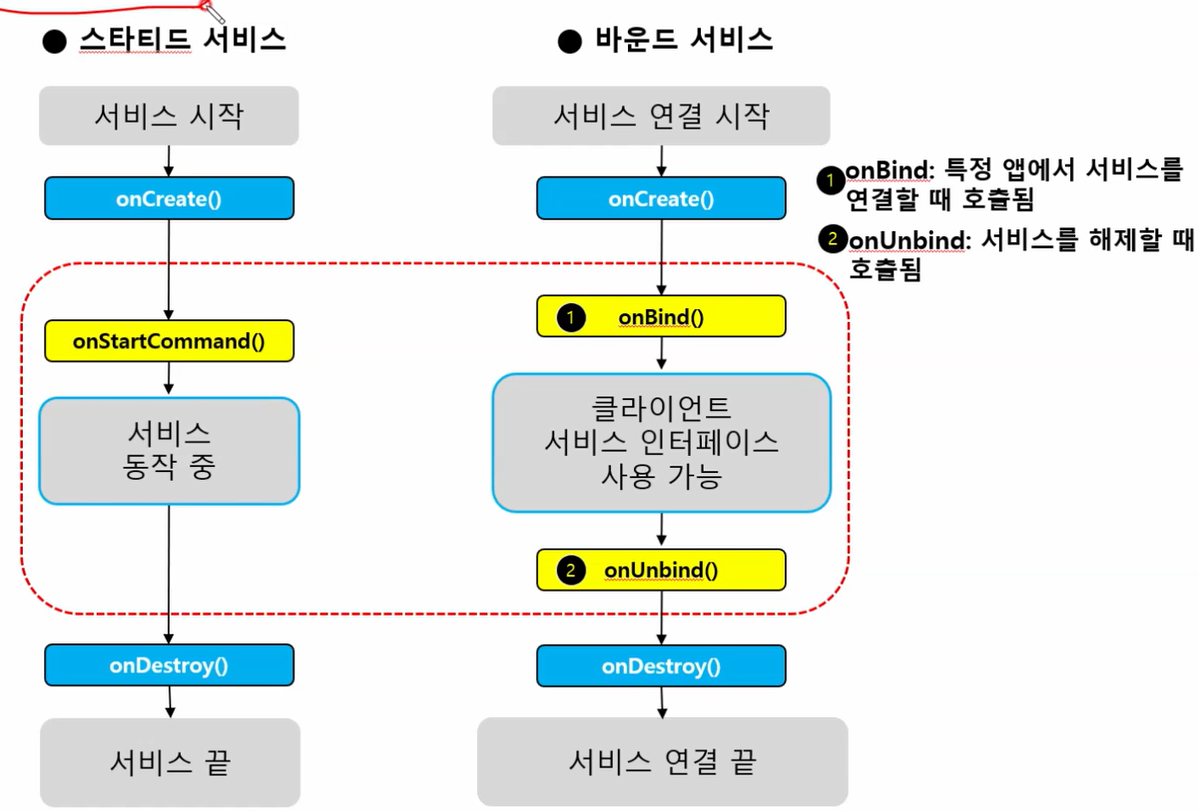 ● 스타티드 서비스
서비스 시작
onCreate()
onStartCommand()
서비스
동작 중
onDestroy()
서비스 끝
● 바운드 서비스
서비스 연결 시작
onCreate()
1 onBind()
클라이언트
서비스 인터페이스
사용 가능
2 onUnbind()
onDestroy()
서비스 연결 끝
1 onBind: 특정 앱에서 서비스를
연결할 때 호출됨
2 onUnbind: 서비스를 해제할 때
호출됨